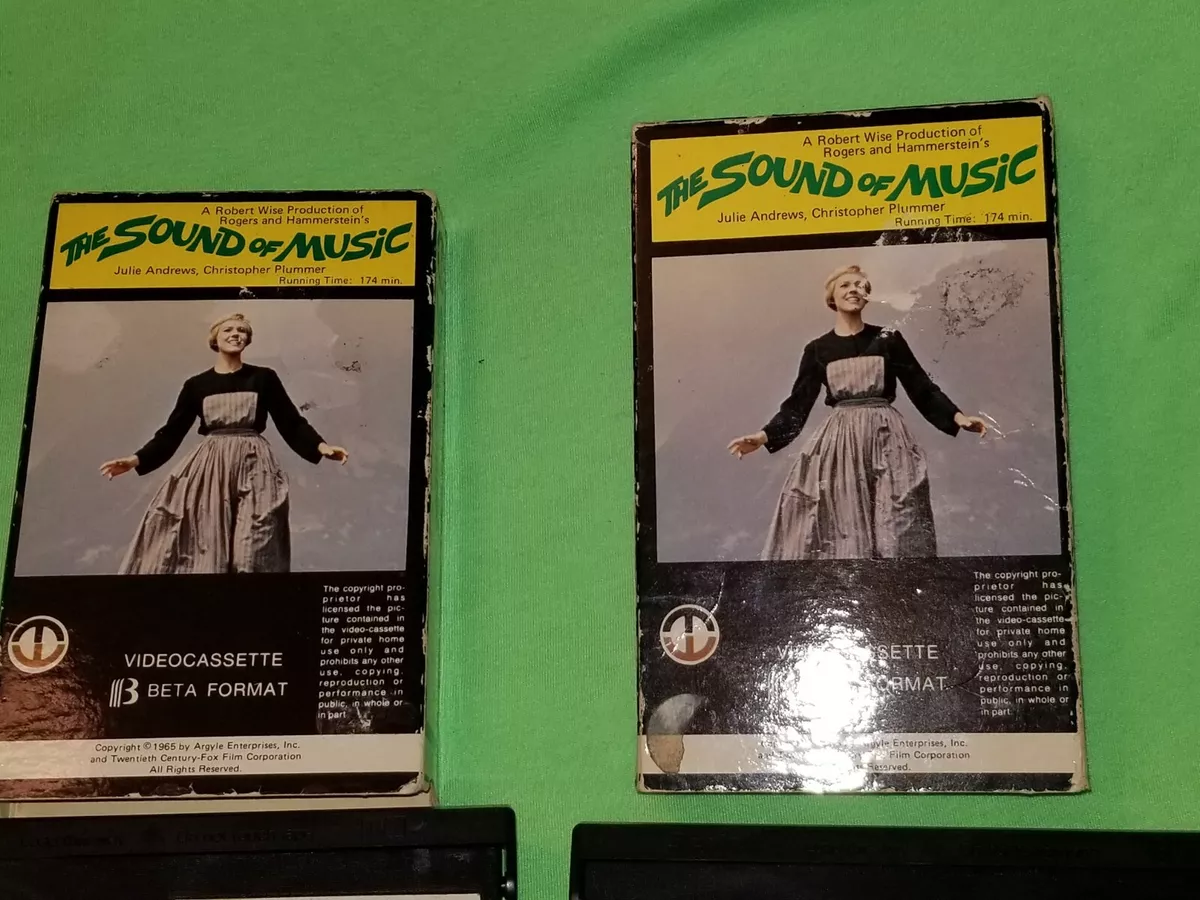 A Robert Wise Production of
Rogers and Hammerstein's
THE SOUND OF MUSIC
Julie Andrews, Christopher Plummer
Running Time: 174 min.
The copyright pro-
prietor has
licensed the pic-
ture contained in
the video-cassette
for private home
use only and
prohibits any other
use, copying,
reproduction or
performance in
public, in whole or
in part
VIDEOCASSETTE
BETA FORMAT
Copyright ©1965 by Argyle Enterprises, Inc.
and Twentieth Century-Fox Film Corporation
All Rights Reserved.
A Robert Wise Production of
Rogers and Hammerstein's
THE SOUND OF MUSIC
Julie Andrews, Christopher Plummer
Running Time: 174 min.
The copyright pro-
prietor has
licensed the pic-
ture contained in
the video-cassette
for private home
use only and
prohibits any other
use, copying,
reproduction or
performance in
public, in whole or
in part.
Enterprises, Inc.
Film Corporation
Reserved.